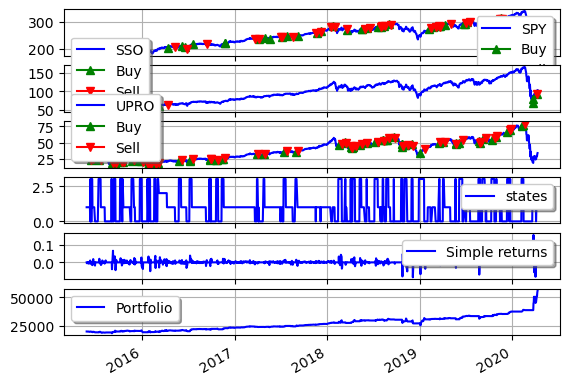 300
200
SPY
Buy
SSO
Buy
Sell
150
100
50
UPRO
Buy
Sell
75
50
25
2.5
0.0
states
0.1
0.0
Simple returns
50000
25000
Portfolio
2016 2017 2018 2019 2020